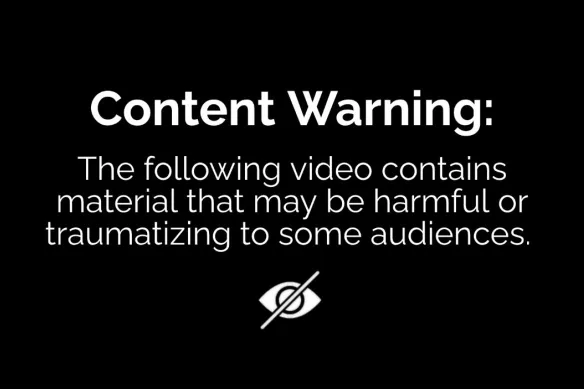 Content Warning:
The following video contains
material that may be harmful or
traumatizing to some audiences.